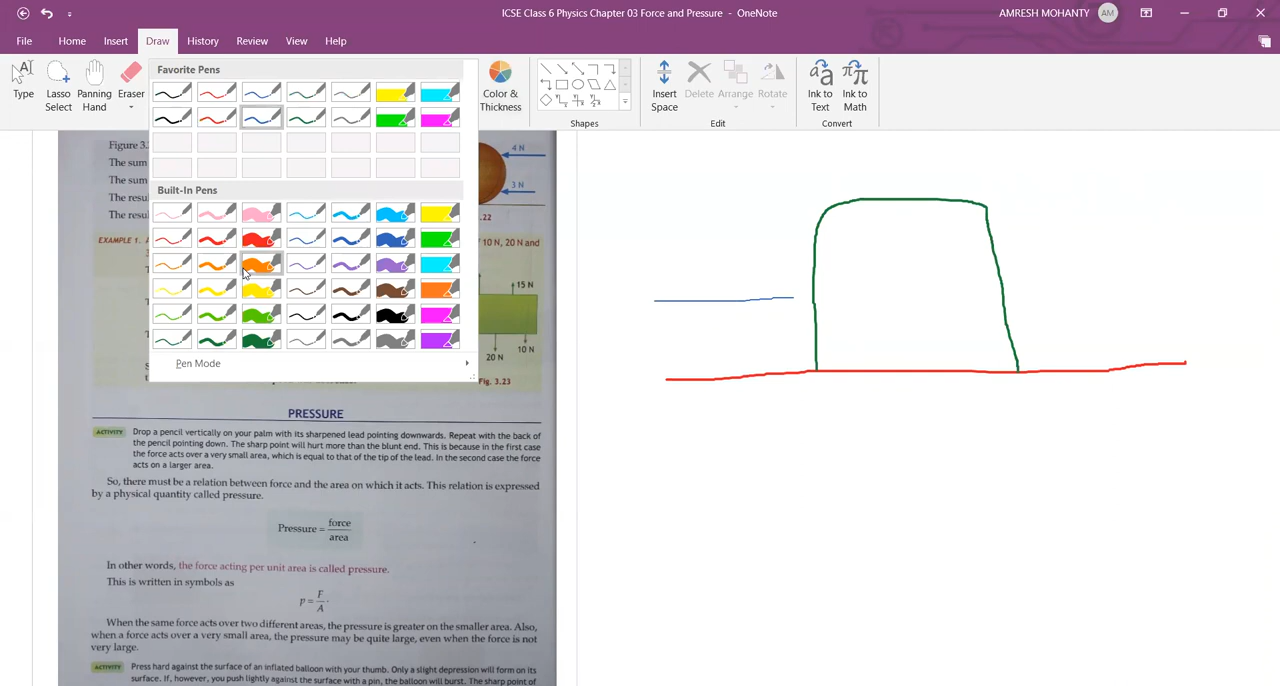 ICSE Class 6 Physics Chapter 03 Force and Pressure - OneNote
AMRESH MOHANTY AM
File Home Insert Draw History Review View Help
Type
Lasso Select
Panning Hand
Eraser
Favorite Pens
Built-In Pens
Pen Mode
Color & Thickness
Shapes
Insert Space
Delete
Arrange
Rotate
Edit
Ink to Text
Ink to Math
Convert
Figure 3.
The sum
The sum
The resu
The resu
4 N
3 N
.22
EXAMPLE 1.
10 N, 20 N and
15 N
20 N
10 N
Fig. 3.23
PRESSURE
ACTIVITY Drop a pencil vertically on your palm with its sharpened lead pointing downwards. Repeat with the back of
the pencil pointing down. The sharp point will hurt more than the blunt end. This is because in the first case
the force acts over a very small area, which is equal to that of the tip of the lead. In the second case the force
acts on a larger area.
So, there must be a relation between force and the area on which it acts. This relation is expressed
by a physical quantity called pressure.
Pressure = force / area
In other words, the force acting per unit area is called pressure.
This is written in symbols as
p = F / A.
When the same force acts over two different areas, the pressure is greater on the smaller area. Also,
when a force acts over a very small area, the pressure may be quite large, even when the force is not
very large.
ACTIVITY Press hard against the surface of an inflated balloon with your thumb. Only a slight depression will form on its
surface. If, however, you push lightly against the surface with a pin, the balloon will burst. The sharp point of